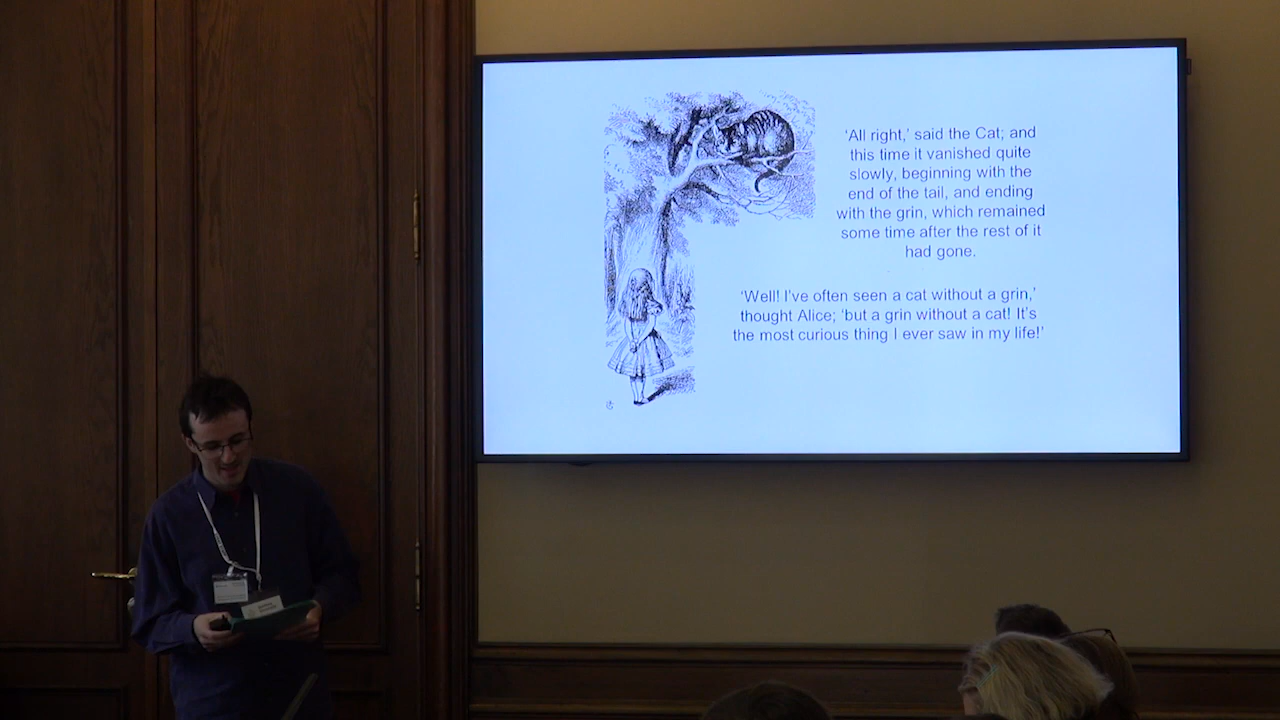 ‘All right,’ said the Cat; and
this time it vanished quite
slowly, beginning with the
end of the tail, and ending
with the grin, which remained
some time after the rest of it
had gone.
‘Well! I’ve often seen a cat without a grin,’
thought Alice; ‘but a grin without a cat! It’s
the most curious thing I ever saw in my life!’